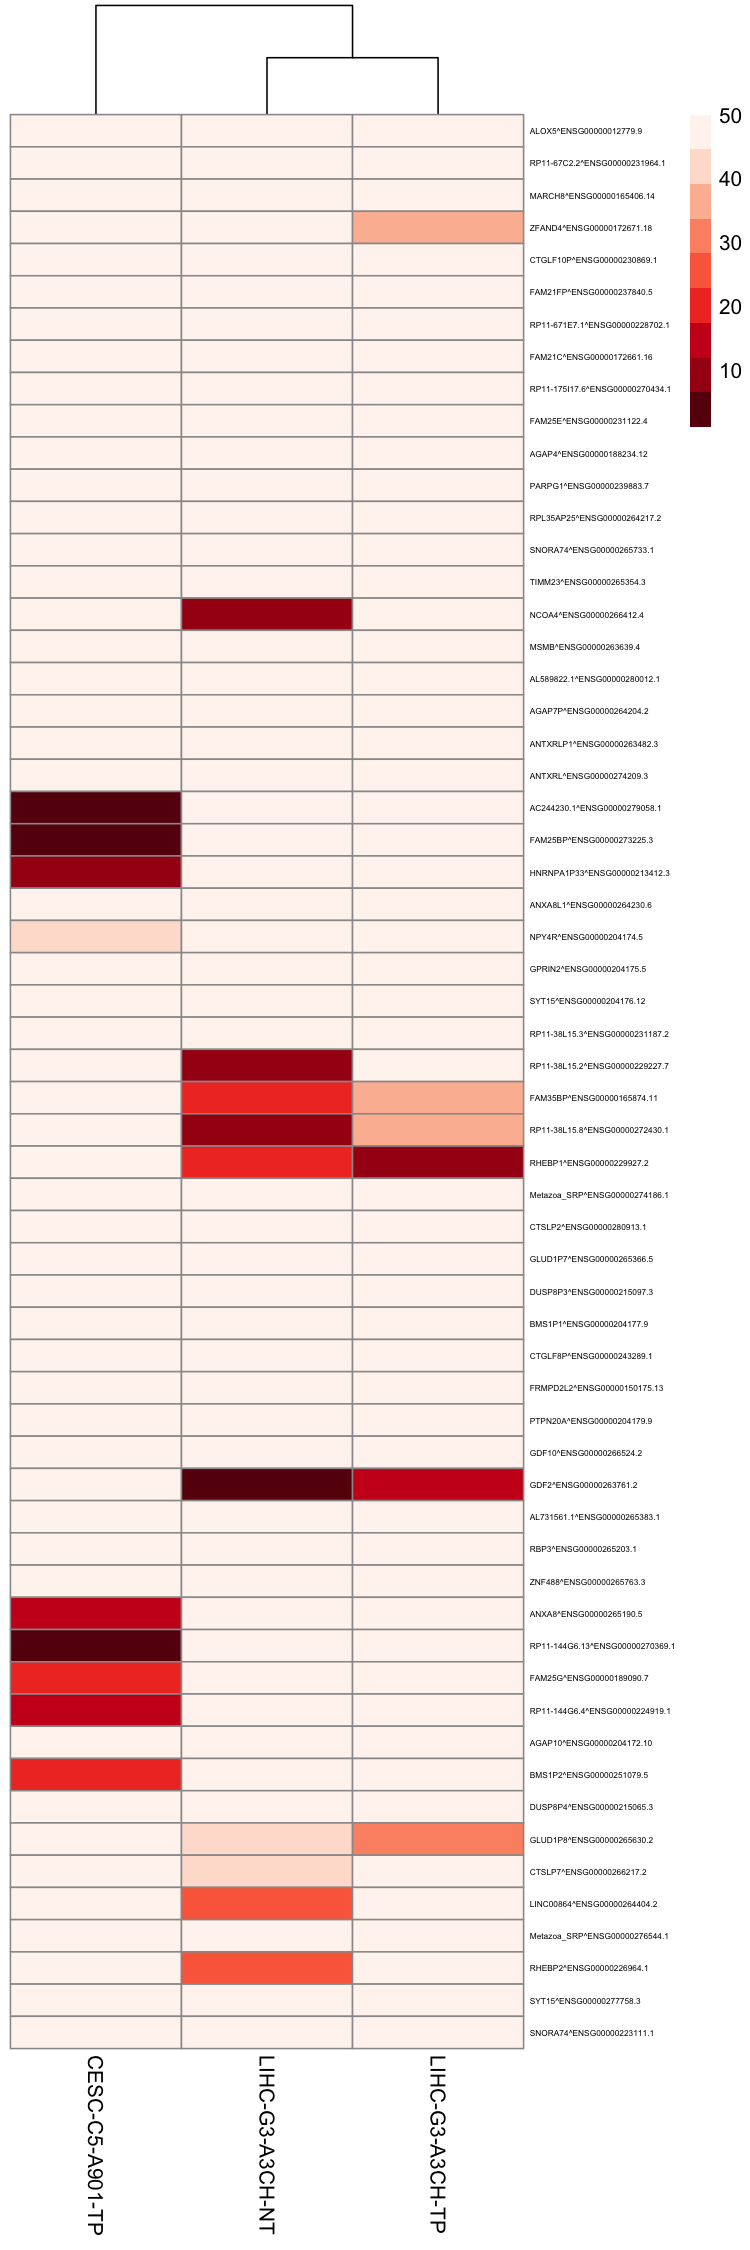 ALOX5^ENSG00000012779.9
RP11-67C2.2^ENSG00000231964.1
MARCH8^ENSG00000165406.14
ZFAND4^ENSG00000172671.18
CTGLF10P^ENSG00000230869.1
FAM21FP^ENSG00000237840.5
RP11-671E7.1^ENSG00000228702.1
FAM21C^ENSG00000172661.16
RP11-175I17.6^ENSG00000270434.1
FAM25E^ENSG00000231122.4
AGAP4^ENSG00000188234.12
PARPG1^ENSG00000239883.7
RPL35AP25^ENSG00000264217.2
SNORA74^ENSG00000265733.1
TIMM23^ENSG00000265354.3
NCOA4^ENSG00000266412.4
MSMB^ENSG00000263639.4
AL589822.1^ENSG00000280012.1
AGAP7P^ENSG00000264204.2
ANTXRLP1^ENSG00000263482.3
ANTXRL^ENSG00000274209.3
AC244230.1^ENSG00000279058.1
FAM25BP^ENSG00000273225.3
HNRNPA1P33^ENSG00000213412.3
ANXA8L1^ENSG00000264230.6
NPY4R^ENSG00000204174.5
GPRIN2^ENSG00000204175.5
SYT15^ENSG00000204176.12
RP11-38L15.3^ENSG00000231187.2
RP11-38L15.2^ENSG00000229227.7
FAM35BP^ENSG00000165874.11
RP11-38L15.8^ENSG00000272430.1
RHEBP1^ENSG00000229927.2
Metazoa_SRP^ENSG00000274186.1
CTSLP2^ENSG00000280913.1
GLUD1P7^ENSG00000265366.5
DUSP8P3^ENSG00000215097.3
BMS1P1^ENSG00000204177.9
CTGLF8P^ENSG00000243289.1
FRMPD2L2^ENSG00000150175.13
PTPN20A^ENSG00000204179.9
GDF10^ENSG00000266524.2
GDF2^ENSG00000263761.2
AL731561.1^ENSG00000265383.1
RBP3^ENSG00000265203.1
ZNF488^ENSG00000265763.3
ANXA8^ENSG00000265190.5
RP11-144G6.13^ENSG00000270369.1
FAM25G^ENSG00000189090.7
RP11-144G6.4^ENSG00000224919.1
AGAP10^ENSG00000204172.10
BMS1P2^ENSG00000251079.5
DUSP8P4^ENSG00000215065.3
GLUD1P8^ENSG00000265630.2
CTSLP7^ENSG00000266217.2
LINC00864^ENSG00000264404.2
Metazoa_SRP^ENSG00000276544.1
RHEBP2^ENSG00000226964.1
SYT15^ENSG00000277758.3
SNORA74^ENSG00000223111.1
50
40
30
20
10
CESC-C5-A901-TP
LIHC-G3-A3CH-NT
LIHC-G3-A3CH-TP